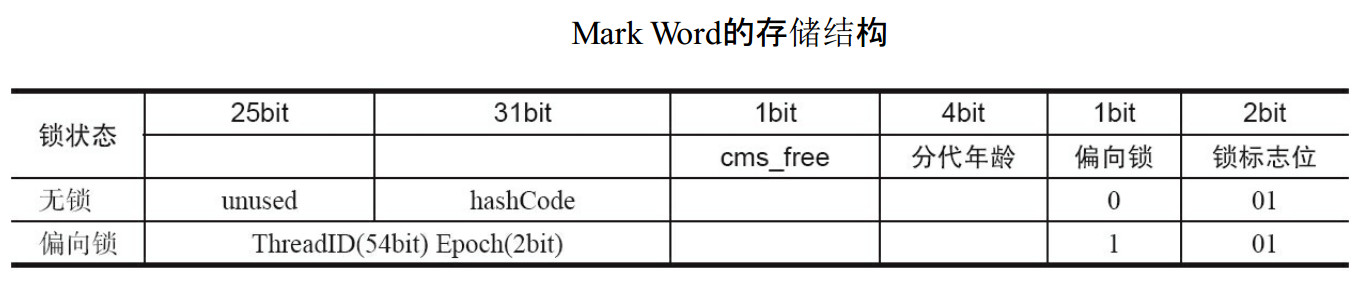 Mark Word的存储结构
锁状态 25bit 31bit 1bit 4bit 1bit 2bit
cms_free 分代年龄 偏向锁 锁标志位
无锁 unused hashCode 0 01
偏向锁 ThreadID(54bit) Epoch(2bit) 1 01